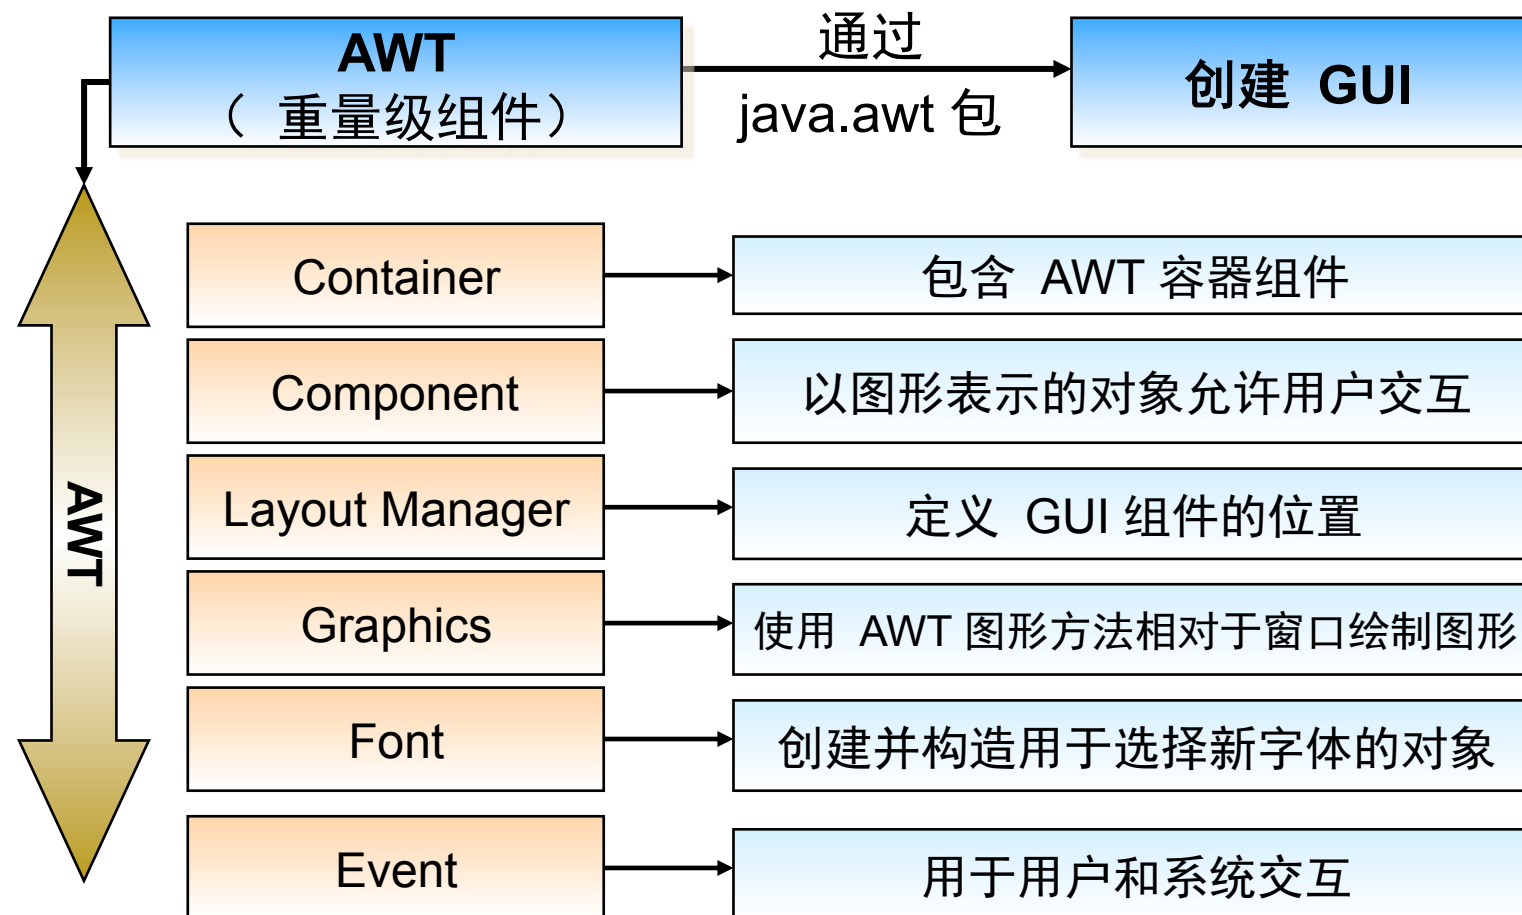 AWT
（ 重量级组件）
通过
java.awt 包
创建 GUI
AWT
Container
包含 AWT 容器组件
Component
以图形表示的对象允许用户交互
Layout Manager
定义 GUI 组件的位置
Graphics
使用 AWT 图形方法相对于窗口绘制图形
Font
创建并构造用于选择新字体的对象
Event
用于用户和系统交互